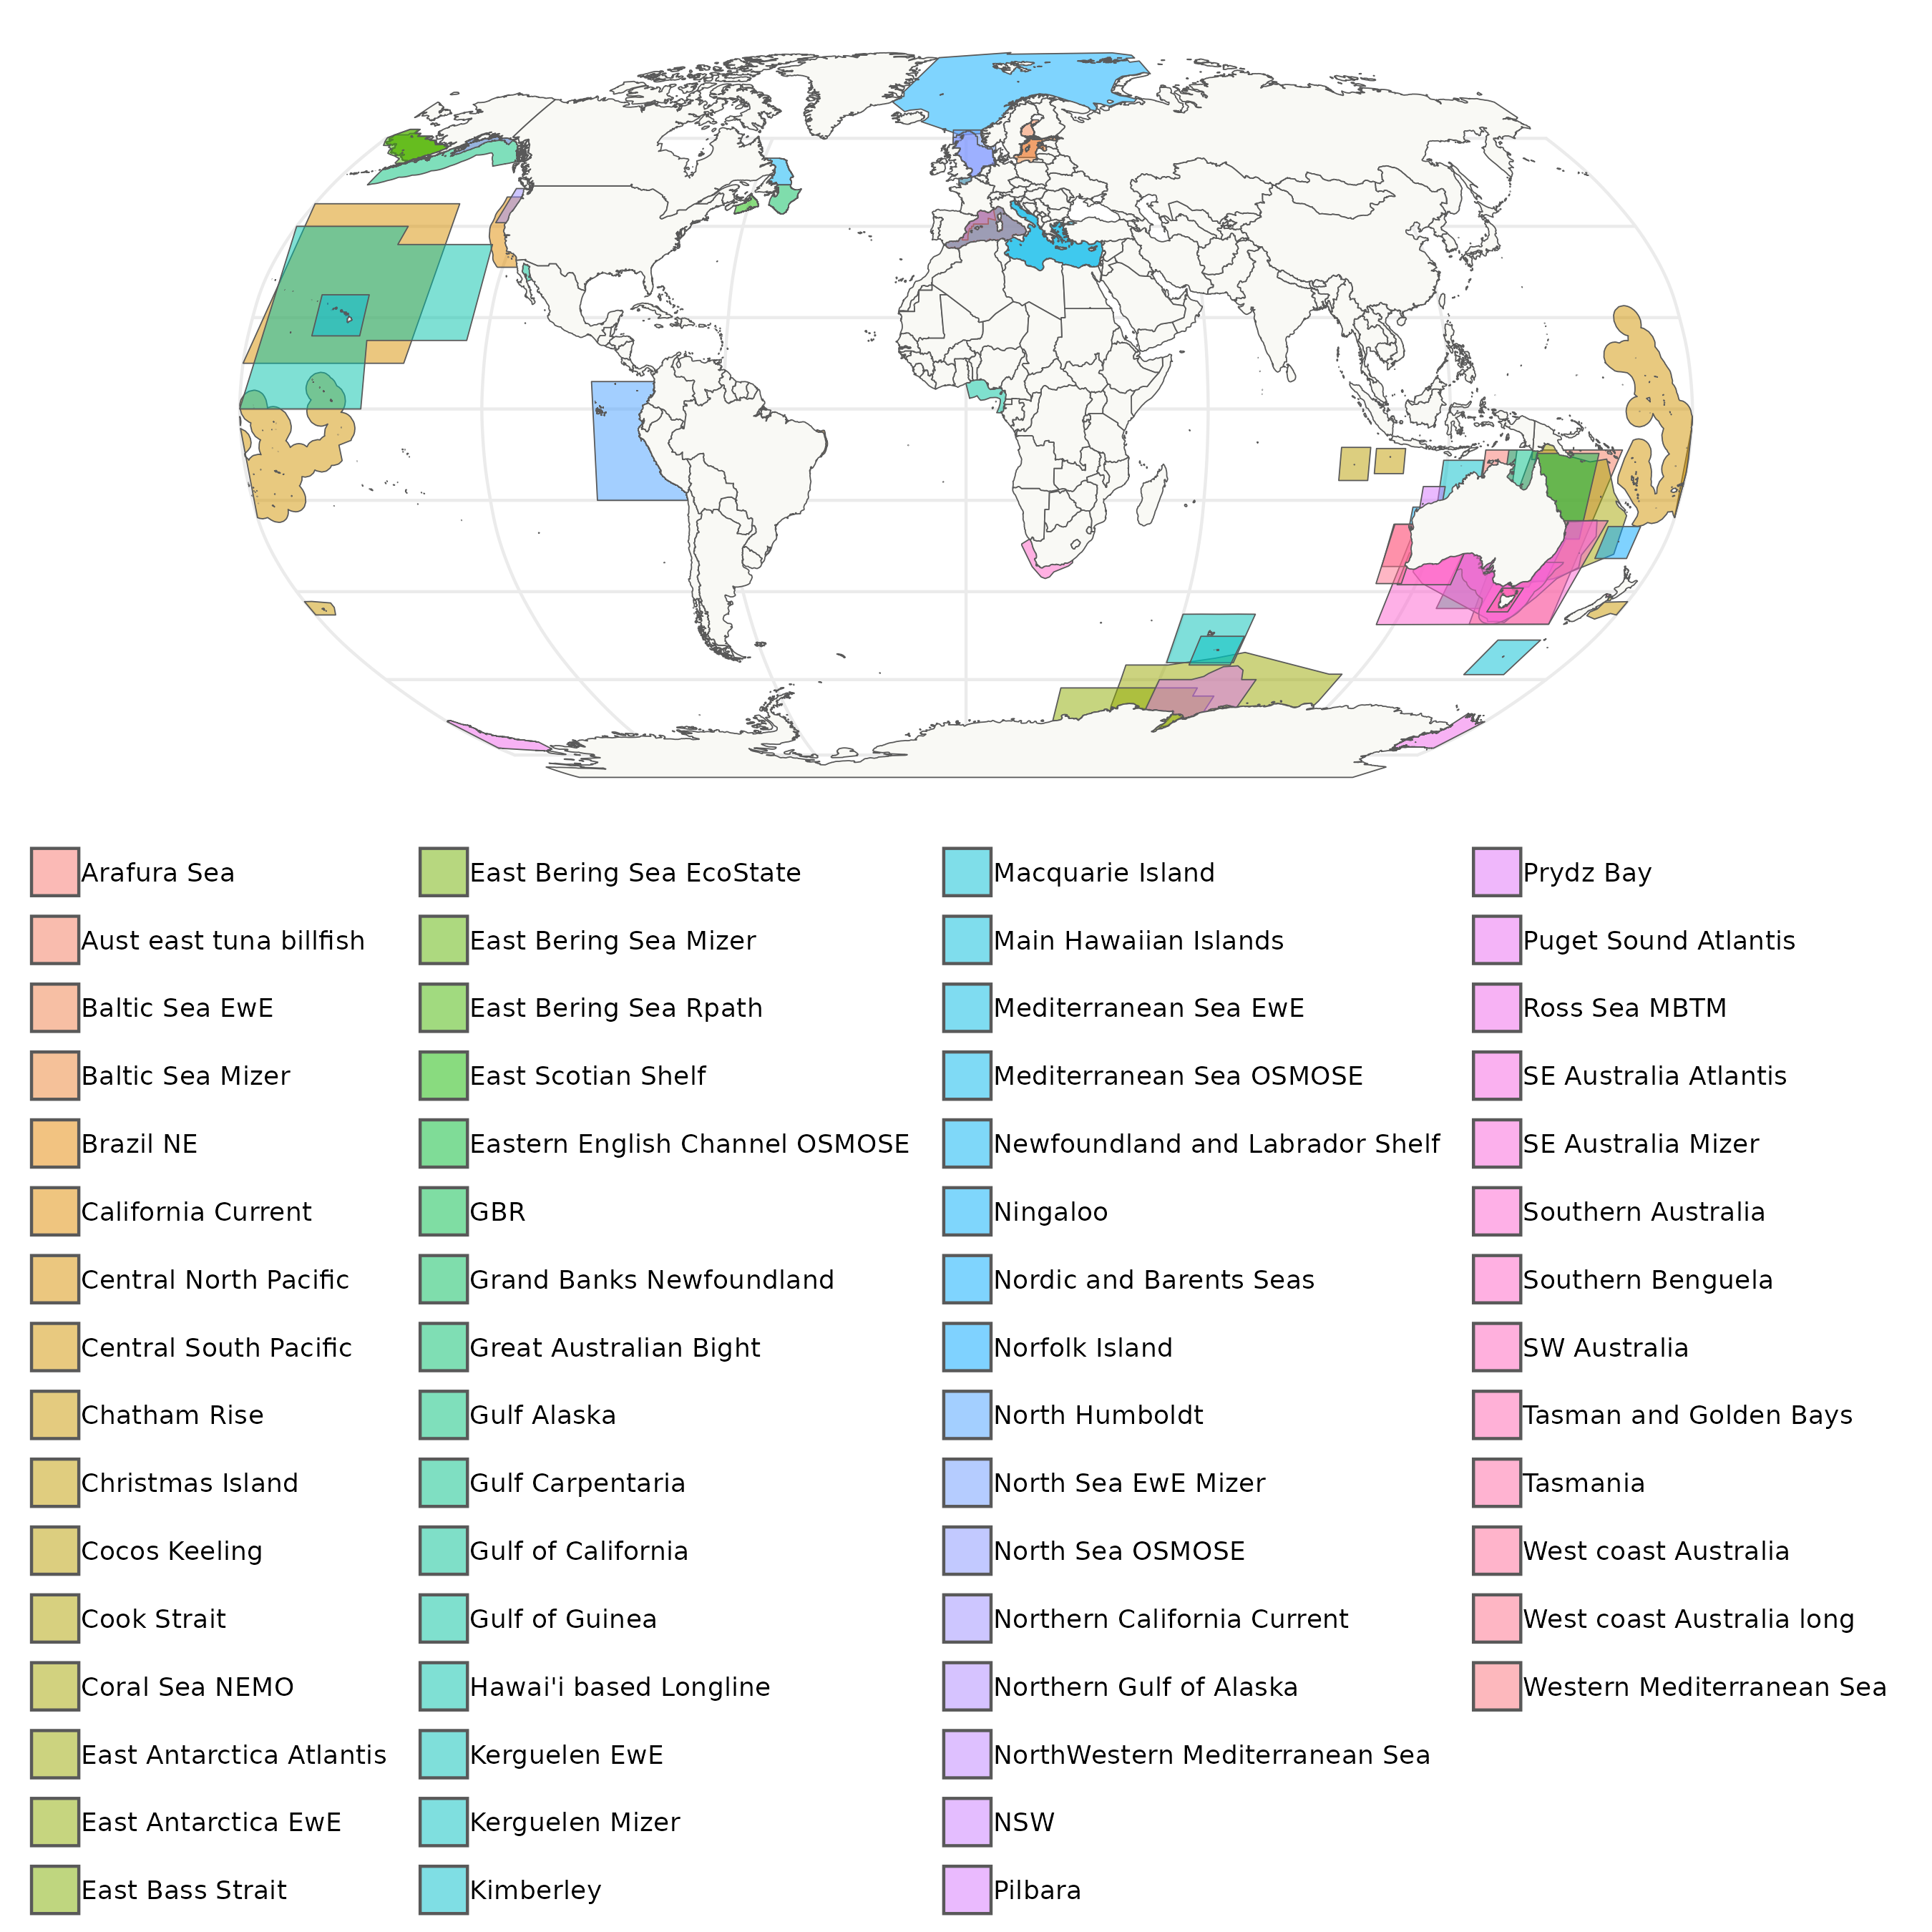 Arafura Sea
Aust east tuna billfish
Baltic Sea EwE
Baltic Sea Mizer
Brazil NE
California Current
Central North Pacific
Central South Pacific
Chatham Rise
Christmas Island
Cocos Keeling
Cook Strait
Coral Sea NEMO
East Antarctica Atlantis
East Antarctica EwE
East Bass Strait
East Bering Sea EcoState
East Bering Sea Mizer
East Bering Sea Rpath
East Scotian Shelf
Eastern English Channel OSMOSE
GBR
Grand Banks Newfoundland
Great Australian Bight
Gulf Alaska
Gulf Carpentaria
Gulf of California
Gulf of Guinea
Hawai'i based Longline
Kerguelen EwE
Kerguelen Mizer
Kimberley
Macquarie Island
Main Hawaiian Islands
Mediterranean Sea EwE
Mediterranean Sea OSMOSE
Newfoundland and Labrador Shelf
Ningaloo
Nordic and Barents Seas
Norfolk Island
North Humboldt
North Sea EwE Mizer
North Sea OSMOSE
Northern California Current
Northern Gulf of Alaska
NorthWestern Mediterranean Sea
NSW
Pilbara
Prydz Bay
Puget Sound Atlantis
Ross Sea MBTM
SE Australia Atlantis
SE Australia Mizer
Southern Australia
Southern Benguela
SW Australia
Tasman and Golden Bays
Tasmania
West coast Australia
West coast Australia long
Western Mediterranean Sea